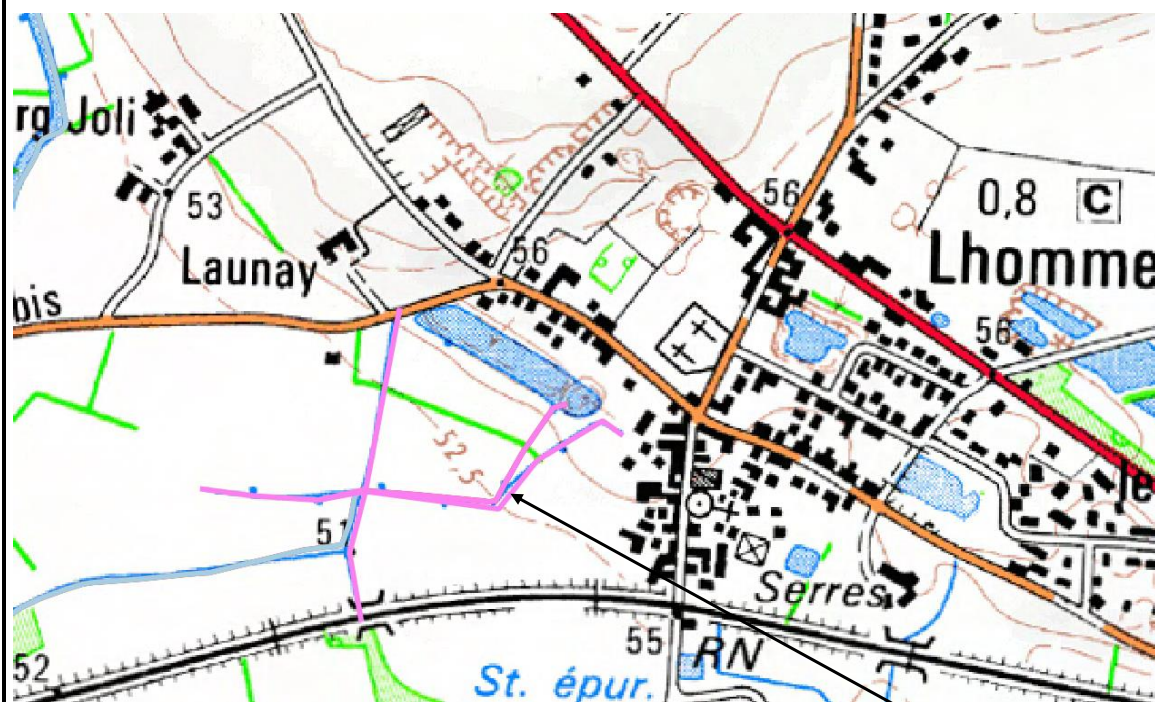 rg Joli
53
Launay
bis
56
56
0,8 C
Lhomme
56
52,5
51
le
Serres
55
RN
St. épur.
52